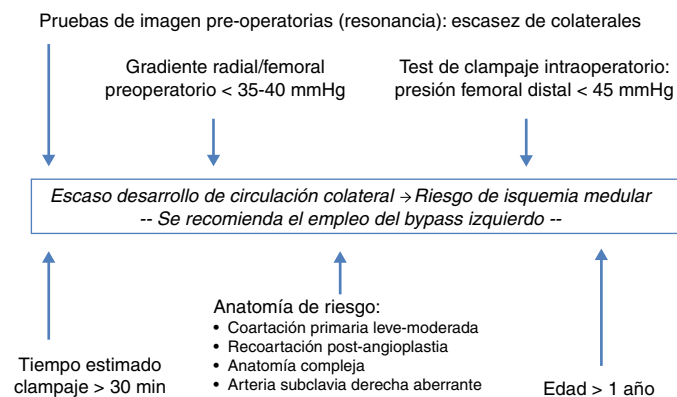 Pruebas de imagen pre-operatorias (resonancia): escasez de colaterales
Gradiente radial/femoral
preoperatorio < 35-40 mmHg
Test de clampaje intraoperatorio:
presión femoral distal < 45 mmHg
Escaso desarrollo de circulación colateral → Riesgo de isquemia medular
-- Se recomienda el empleo del bypass izquierdo --
Tiempo estimado
clampaje > 30 min
Anatomía de riesgo:
• Coartación primaria leve-moderada
• Recoartación post-angioplastia
• Anatomía compleja
• Arteria subclavia derecha aberrante
Edad > 1 año